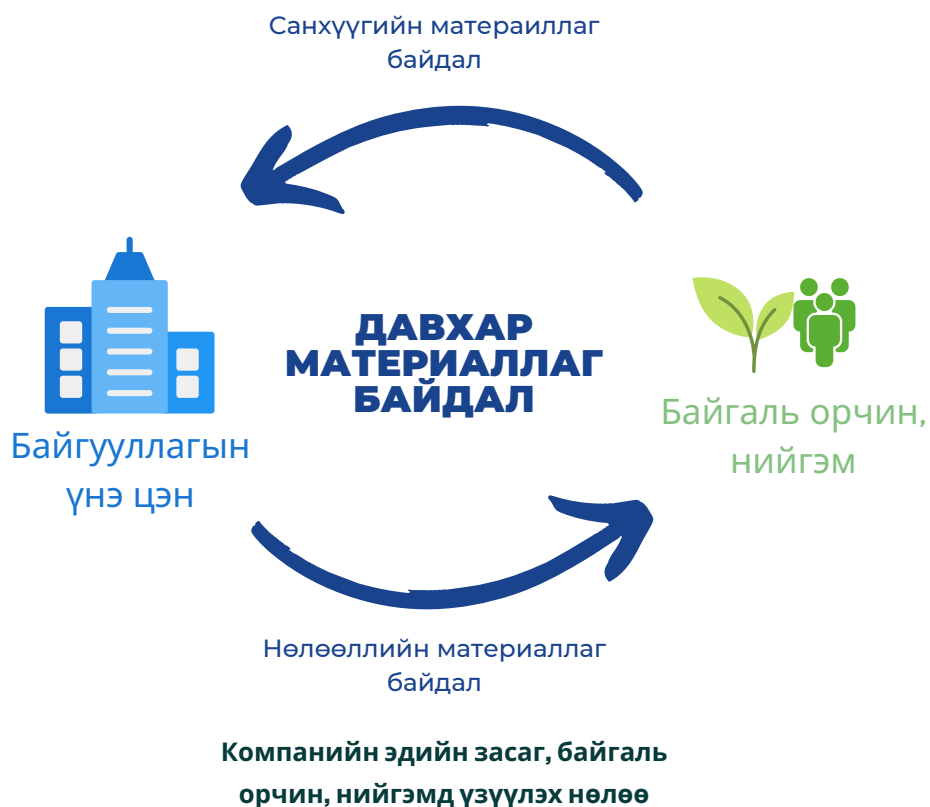 Санхүүгийн матераиллаг
байдал
ДАВХАР
МАТЕРИАЛЛАГ
БАЙДАЛ
Байгууллагын
үнэ цэн
Байгаль орчин,
нийгэм
Нөлөөллийн материаллаг
байдал
Компанийн эдийн засаг, байгаль
орчин, нийгэмд үзүүлэх нөлөө